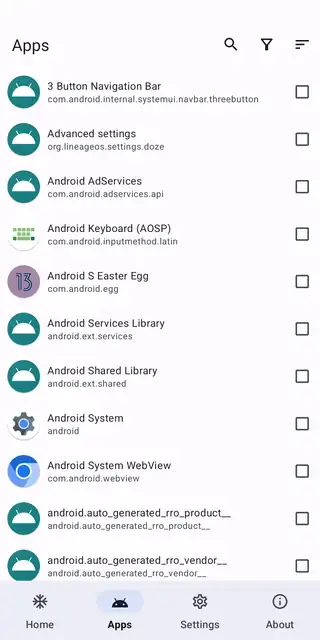 Apps
3 Button Navigation Bar
com.android.internal.systemui.navbar.threebutton
Advanced settings
org.lineageos.settings.doze
Android AdServices
com.android.adservices.api
Android Keyboard (AOSP)
com.android.inputmethod.latin
13
Android S Easter Egg
com.android.egg
Android Services Library
android.ext.services
Android Shared Library
android.ext.shared
Android System
android
Android System WebView
com.android.webview
android.auto_generated_rro_product__
android.auto_generated_rro_product__
android.auto_generated_rro_vendor__
android.auto_generated_rro_vendor__
Home
Apps
Settings
About